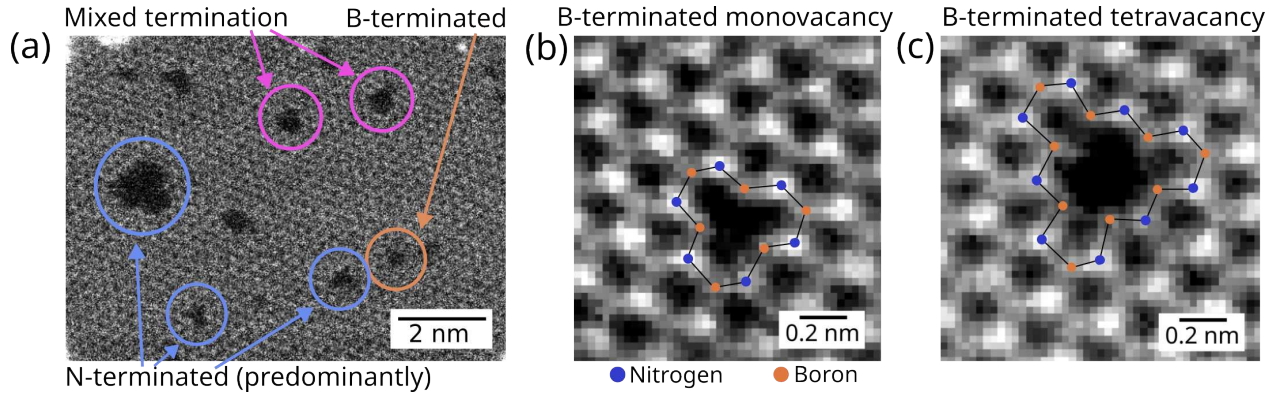 (a)
Mixed termination
B-terminated
2 nm
N-terminated (predominantly)
(b)
B-terminated monovacancy
0.2 nm
Nitrogen
Boron
(c)
B-terminated tetravacancy
0.2 nm